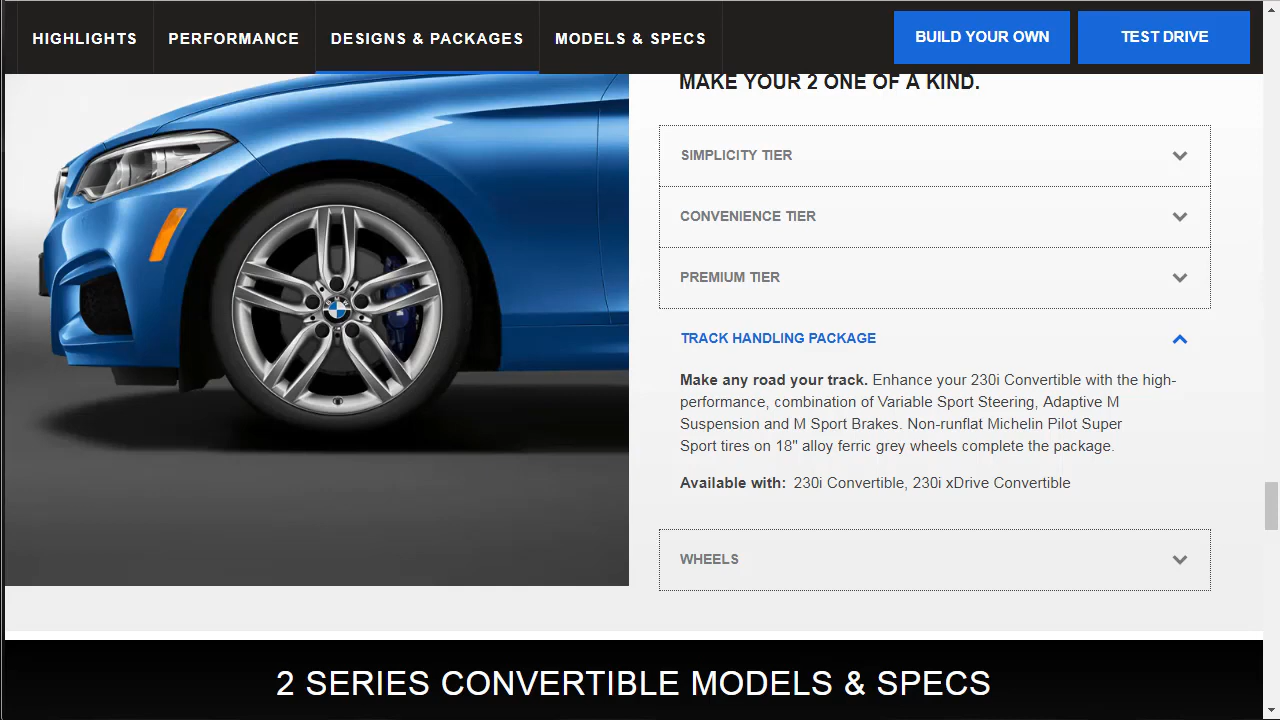 HIGHLIGHTS
PERFORMANCE
DESIGNS & PACKAGES
MODELS & SPECS
BUILD YOUR OWN
TEST DRIVE
MAKE YOUR 2 ONE OF A KIND.
SIMPLICITY TIER
CONVENIENCE TIER
PREMIUM TIER
TRACK HANDLING PACKAGE
Make any road your track. Enhance your 230i Convertible with the high-
performance, combination of Variable Sport Steering, Adaptive M
Suspension and M Sport Brakes. Non-runflat Michelin Pilot Super
Sport tires on 18" alloy ferric grey wheels complete the package.
Available with: 230i Convertible, 230i xDrive Convertible
WHEELS
2 SERIES CONVERTIBLE MODELS & SPECS